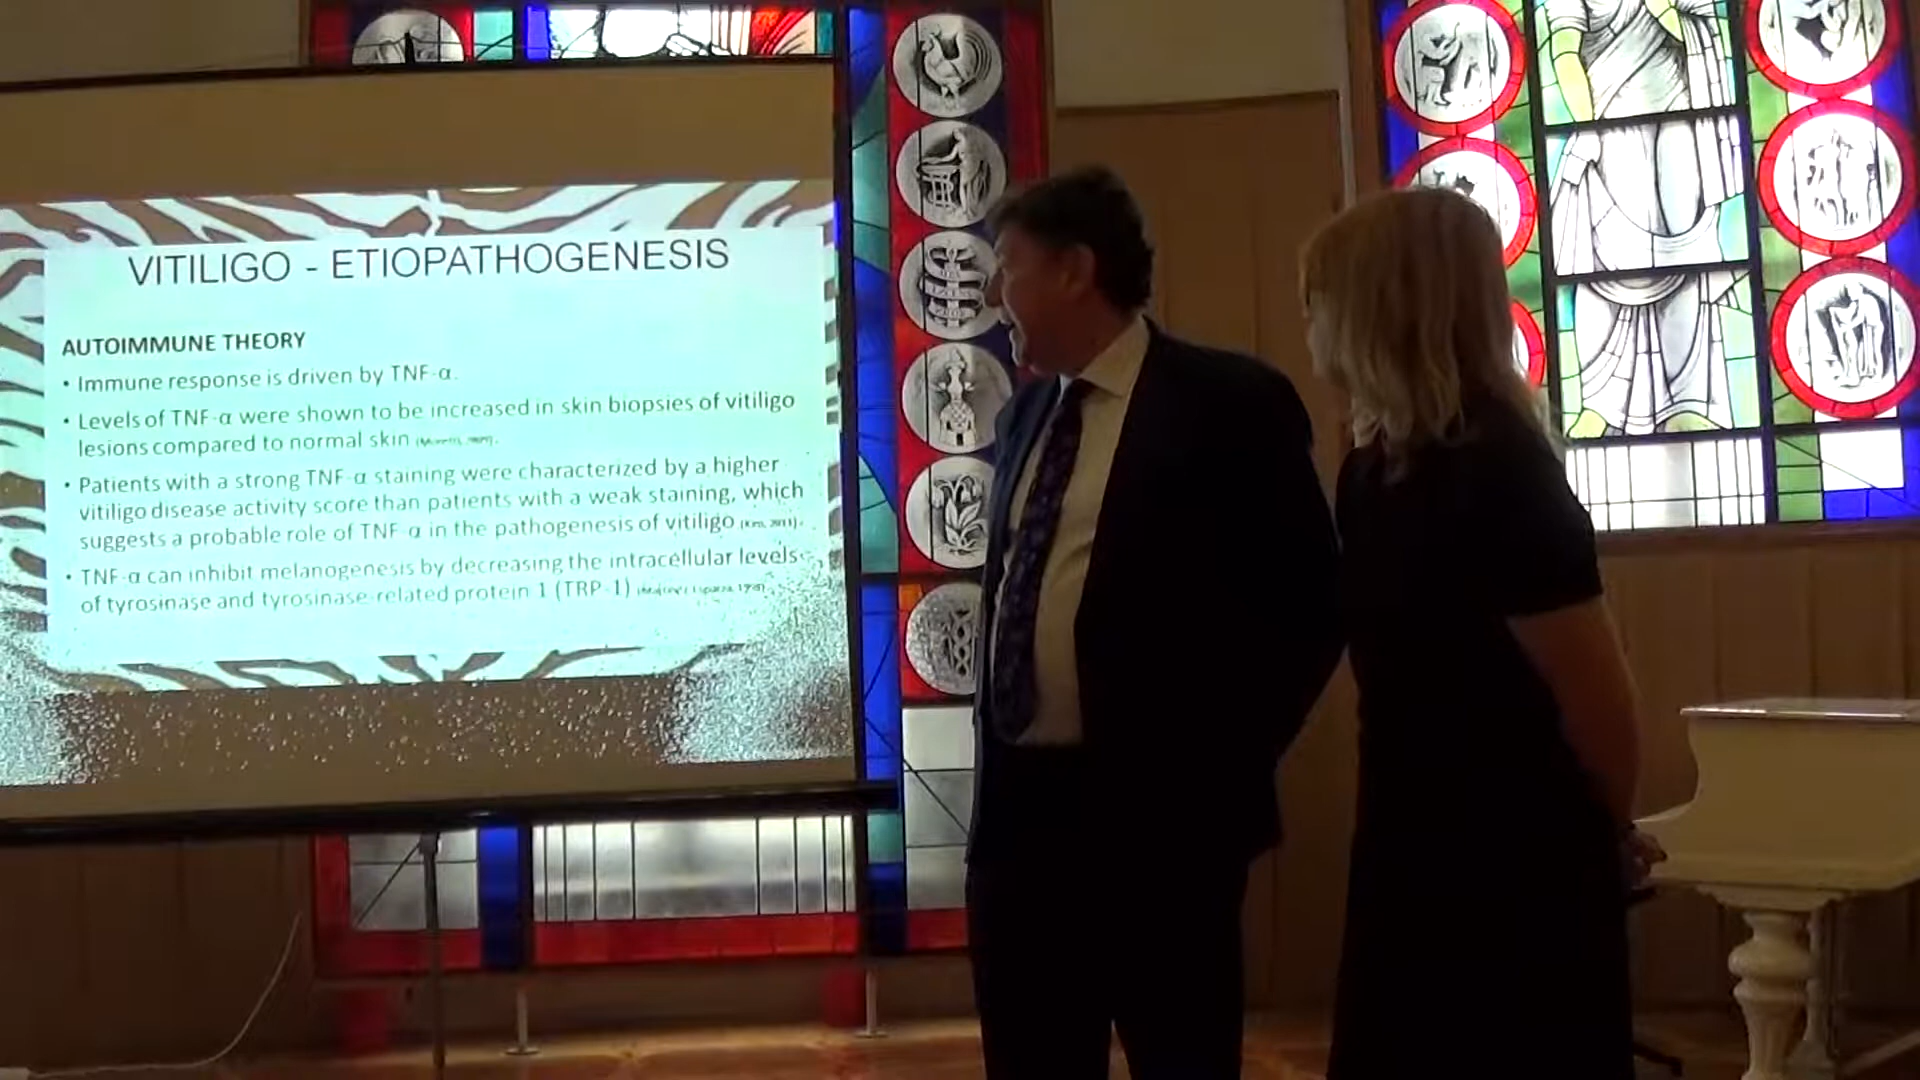 VITILIGO - ETIOPATHOGENESIS
AUTOIMMUNE THEORY
• Immune response is driven by TNF-α.
• Levels of TNF-α were shown to be increased in skin biopsies of vitiligo
lesions compared to normal skin
• Patients with a strong TNF-α staining were characterized by a higher
vitiligo disease activity score than patients with a weak staining, which
suggests a probable role of TNF-α in the pathogenesis of vitiligo (Kim, 2011).
• TNF-α can inhibit melanogenesis by decreasing the intracellular levels
of tyrosinase and tyrosinase-related protein 1 (TRP-1)